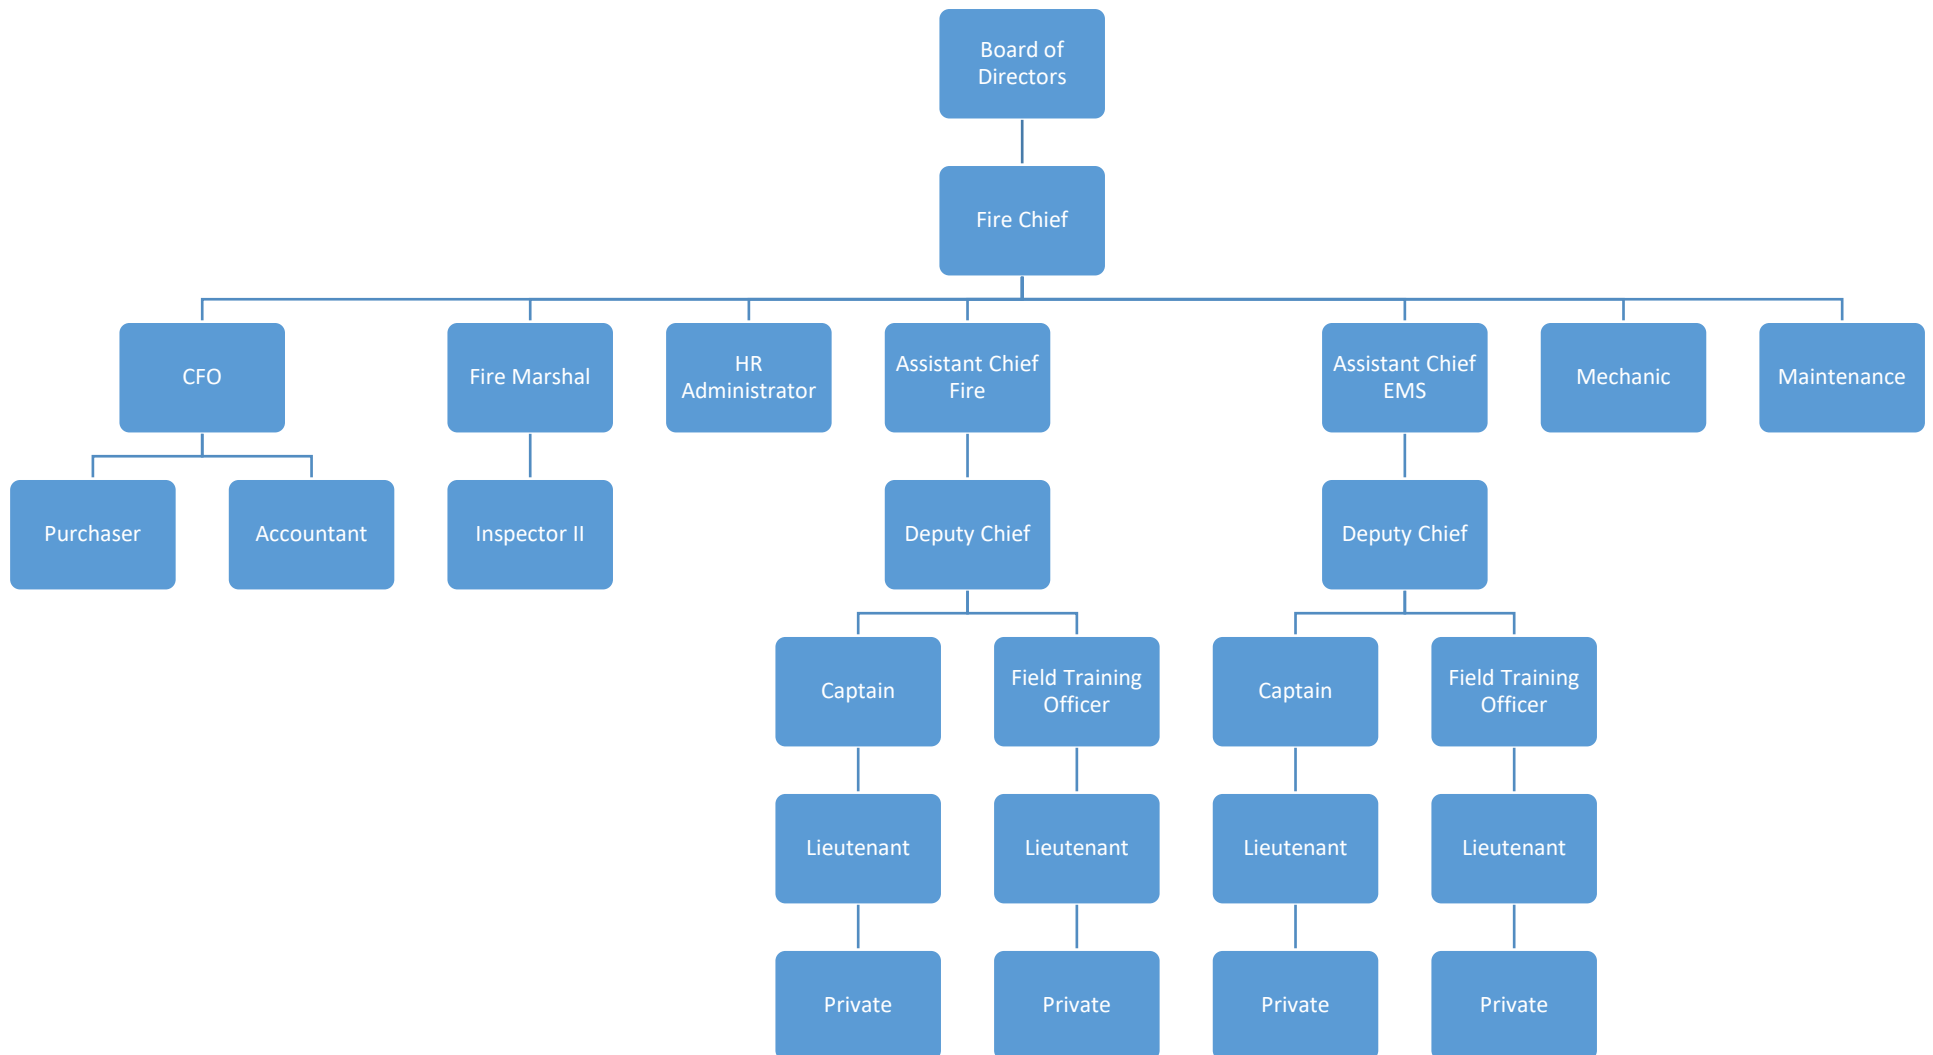 Board of
Directors
Fire Chief
CFO
Fire Marshal
HR
Administrator
Assistant Chief
Fire
Assistant Chief
EMS
Mechanic
Maintenance
Purchaser
Accountant
Inspector II
Deputy Chief
Deputy Chief
Captain
Field Training
Officer
Captain
Field Training
Officer
Lieutenant
Lieutenant
Lieutenant
Lieutenant
Private
Private
Private
Private